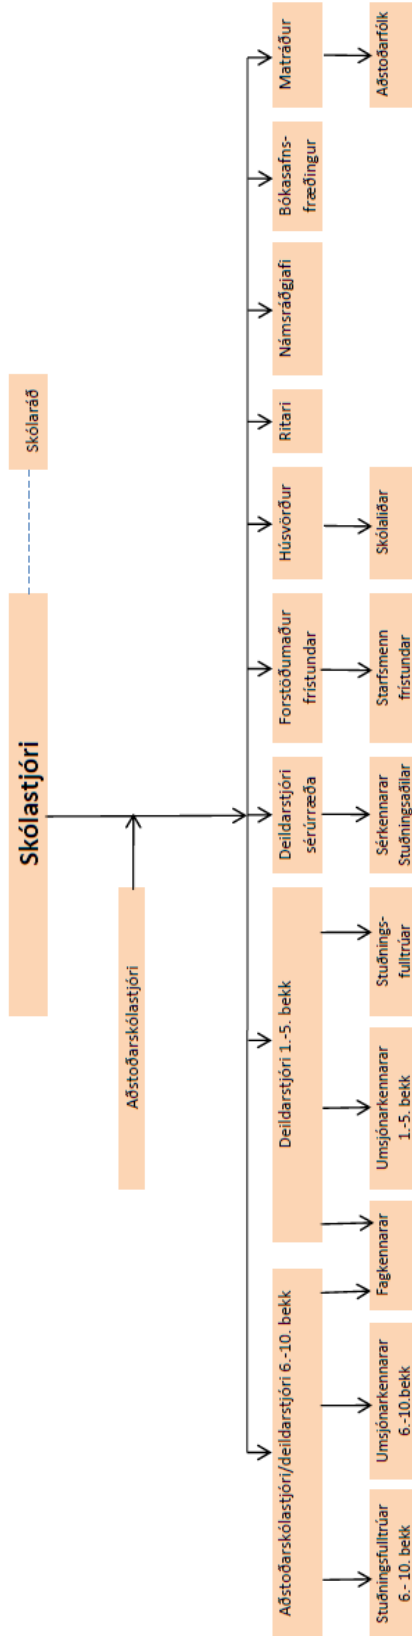 Skólastjóri
Skólaráð
Aðstoðarskólastjóri
Aðstoðarskólastjóri/deildarstjóri 6.-10. bekk
Deildarstjóri 1.-5. bekk
Deildarstjóri
sérúrræða
Forstöðumaður
frístundar
Húsvörður
Ritari
Námsráðgjafi
Bókasafns-
fræðingur
Matráður
Stuðningsfulltrúar
6.- 10. bekk
Umsjónarkennarar
6.-10.bekk
Fagkennarar
Umsjónarkennarar
1.-5. bekk
Stuðnings-
fulltrúar
Sérkennarar
Stuðningsaðilar
Starfsmenn
frístundar
Skólaliðar
Aðstoðarfólk